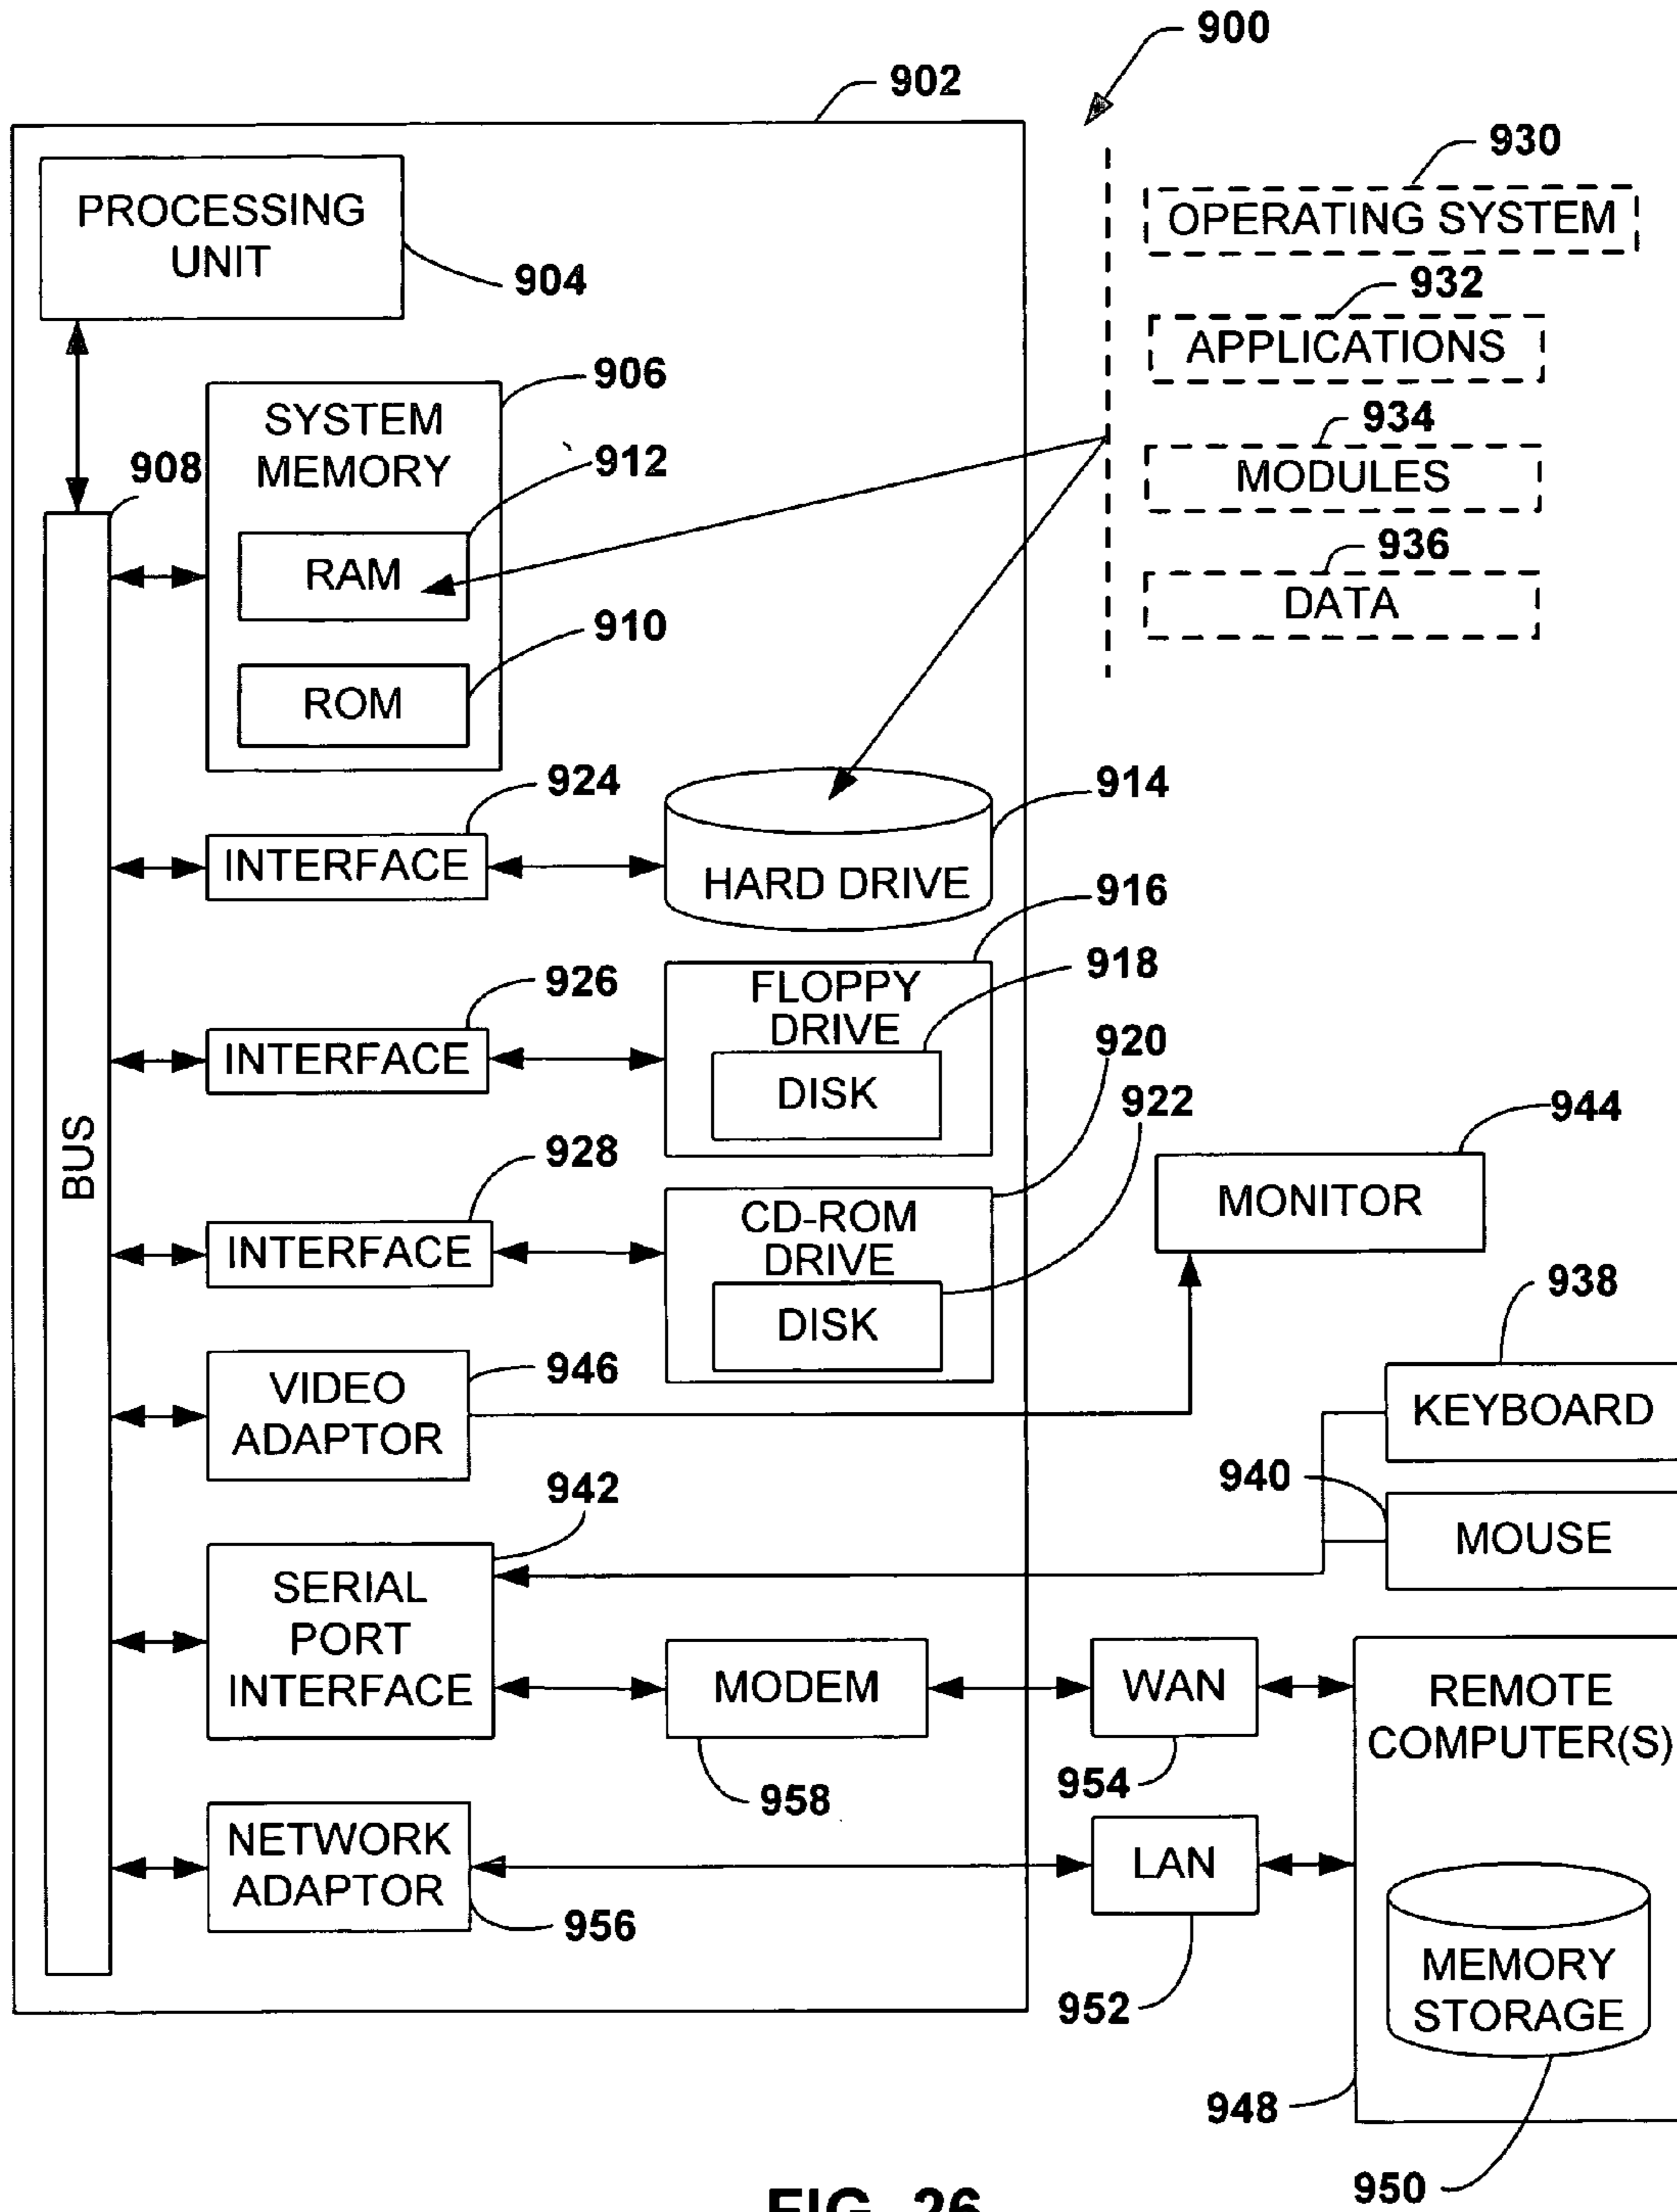 900
902
930
PROCESSING
UNIT
OPERATING SYSTEM
904
932
APPLICATIONS
906
SYSTEM
MEMORY
934
908
912
MODULES
936
RAM
DATA
910
ROM
924
914
INTERFACE
HARD DRIVE
916
918
926
FLOPPY
DRIVE
920
INTERFACE
DISK
922
944
BUS
928
MONITOR
CD-ROM
DRIVE
INTERFACE
938
DISK
946
VIDEO
ADAPTOR
KEYBOARD
942
940
MOUSE
SERIAL
PORT
INTERFACE
MODEM
WAN
REMOTE
COMPUTER(S)
954
958
NETWORK
ADAPTOR
LAN
956
952
MEMORY
STORAGE
948
950
FIG. 26